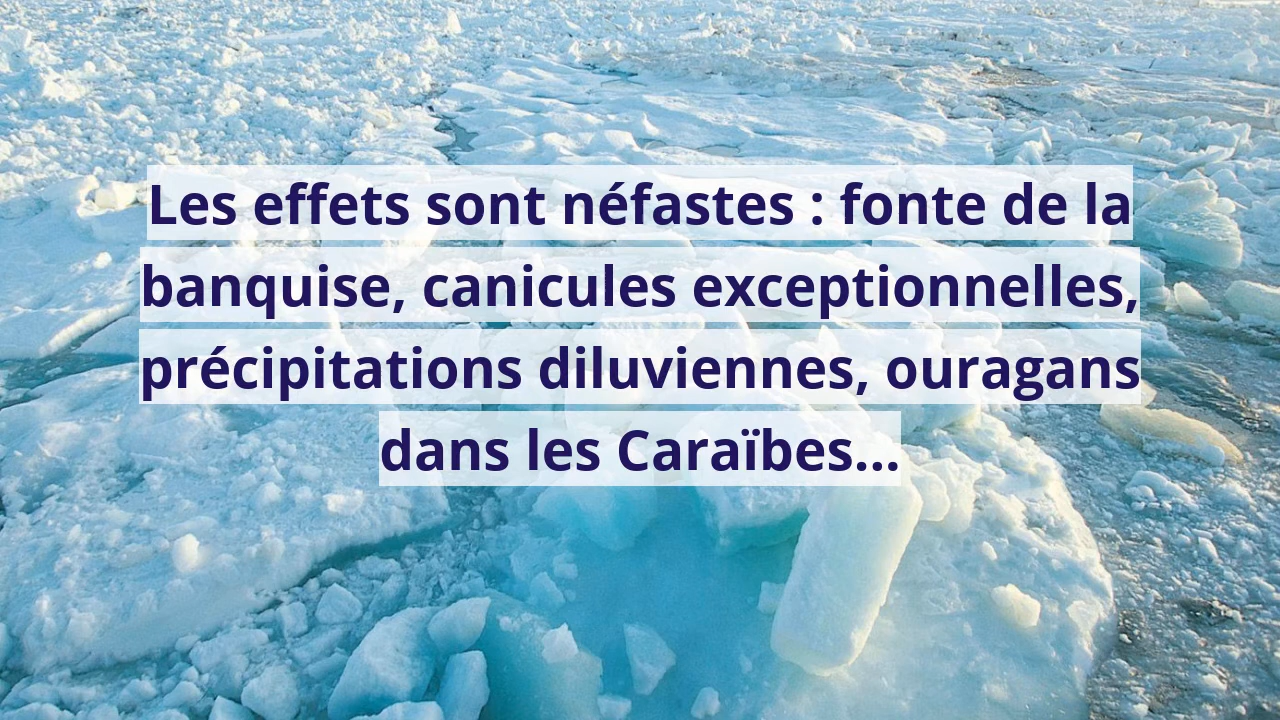 Les effets sont néfastes : fonte de la
banquise, canicules exceptionnelles,
précipitations diluviennes, ouragans
dans les Caraïbes...